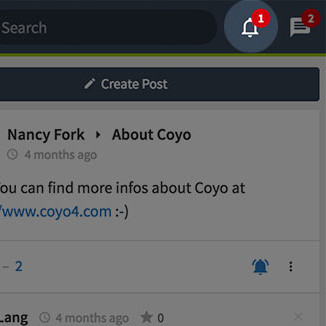 Search
1
2
Create Post
Nancy Fork About Coyo
4 months ago
You can find more infos about Coyo at
/www.coyo4.com :-)
– 2
Lang 4 months ago 0